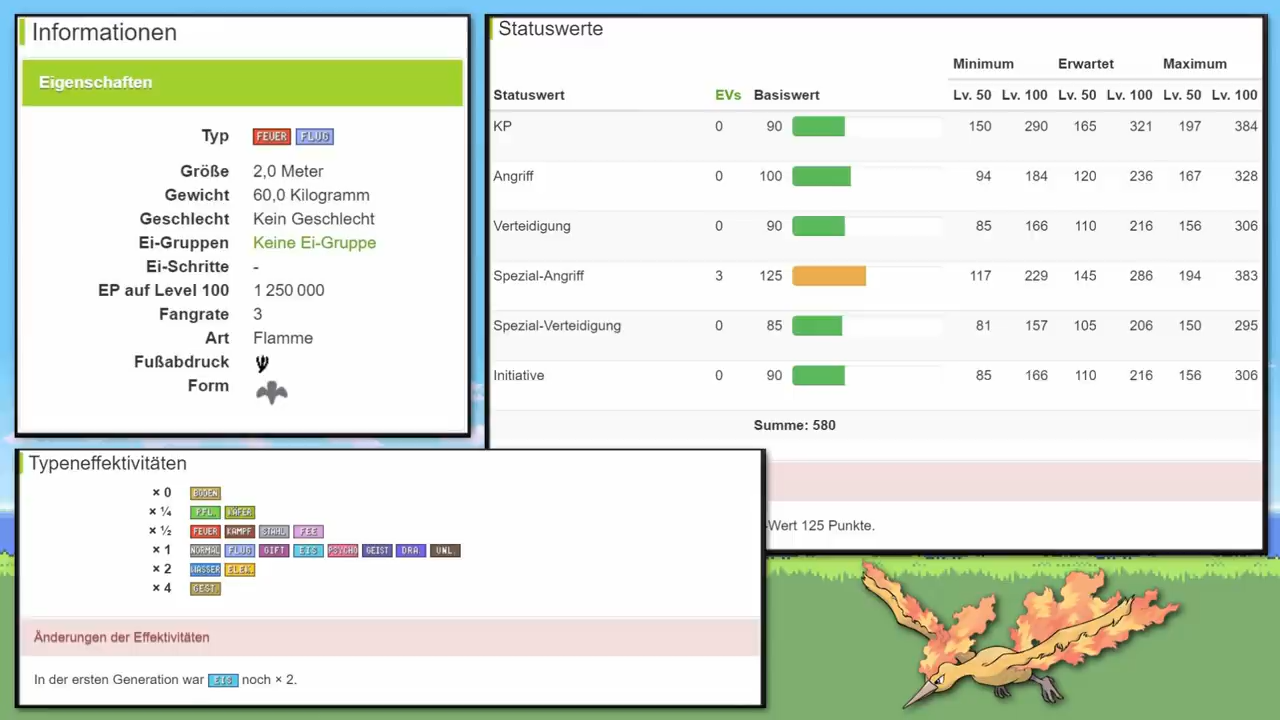 Informationen
Eigenschaften
Typ FEUER FLUG
Größe 2,0 Meter
Gewicht 60,0 Kilogramm
Geschlecht Kein Geschlecht
Ei-Gruppen Keine Ei-Gruppe
Ei-Schritte -
EP auf Level 100 1 250 000
Fangrate 3
Art Flamme
Fußabdruck
Form
Statuswerte
Minimum Erwartet Maximum
Statuswert EVs Basiswert Lv. 50 Lv. 100 Lv. 50 Lv. 100 Lv. 50 Lv. 100
KP 0 90 150 290 165 321 197 384
Angriff 0 100 94 184 120 236 167 328
Verteidigung 0 90 85 166 110 216 156 306
Spezial-Angriff 3 125 117 229 145 286 194 383
Spezial-Verteidigung 0 85 81 157 105 206 150 295
Initiative 0 90 85 166 110 216 156 306
Summe: 580
-Wert 125 Punkte.
Typeneffektivitäten
× 0 BODEN
× ¼ PFL. KÄFER
× ½ FEUER KAMPF STAHL FEE
× 1 NORMAL FLUG GIFT EIS PSYCHO GEIST DRA. UNL.
× 2 WASSER ELEK.
× 4 GEST.
Änderungen der Effektivitäten
In der ersten Generation war EIS noch × 2.